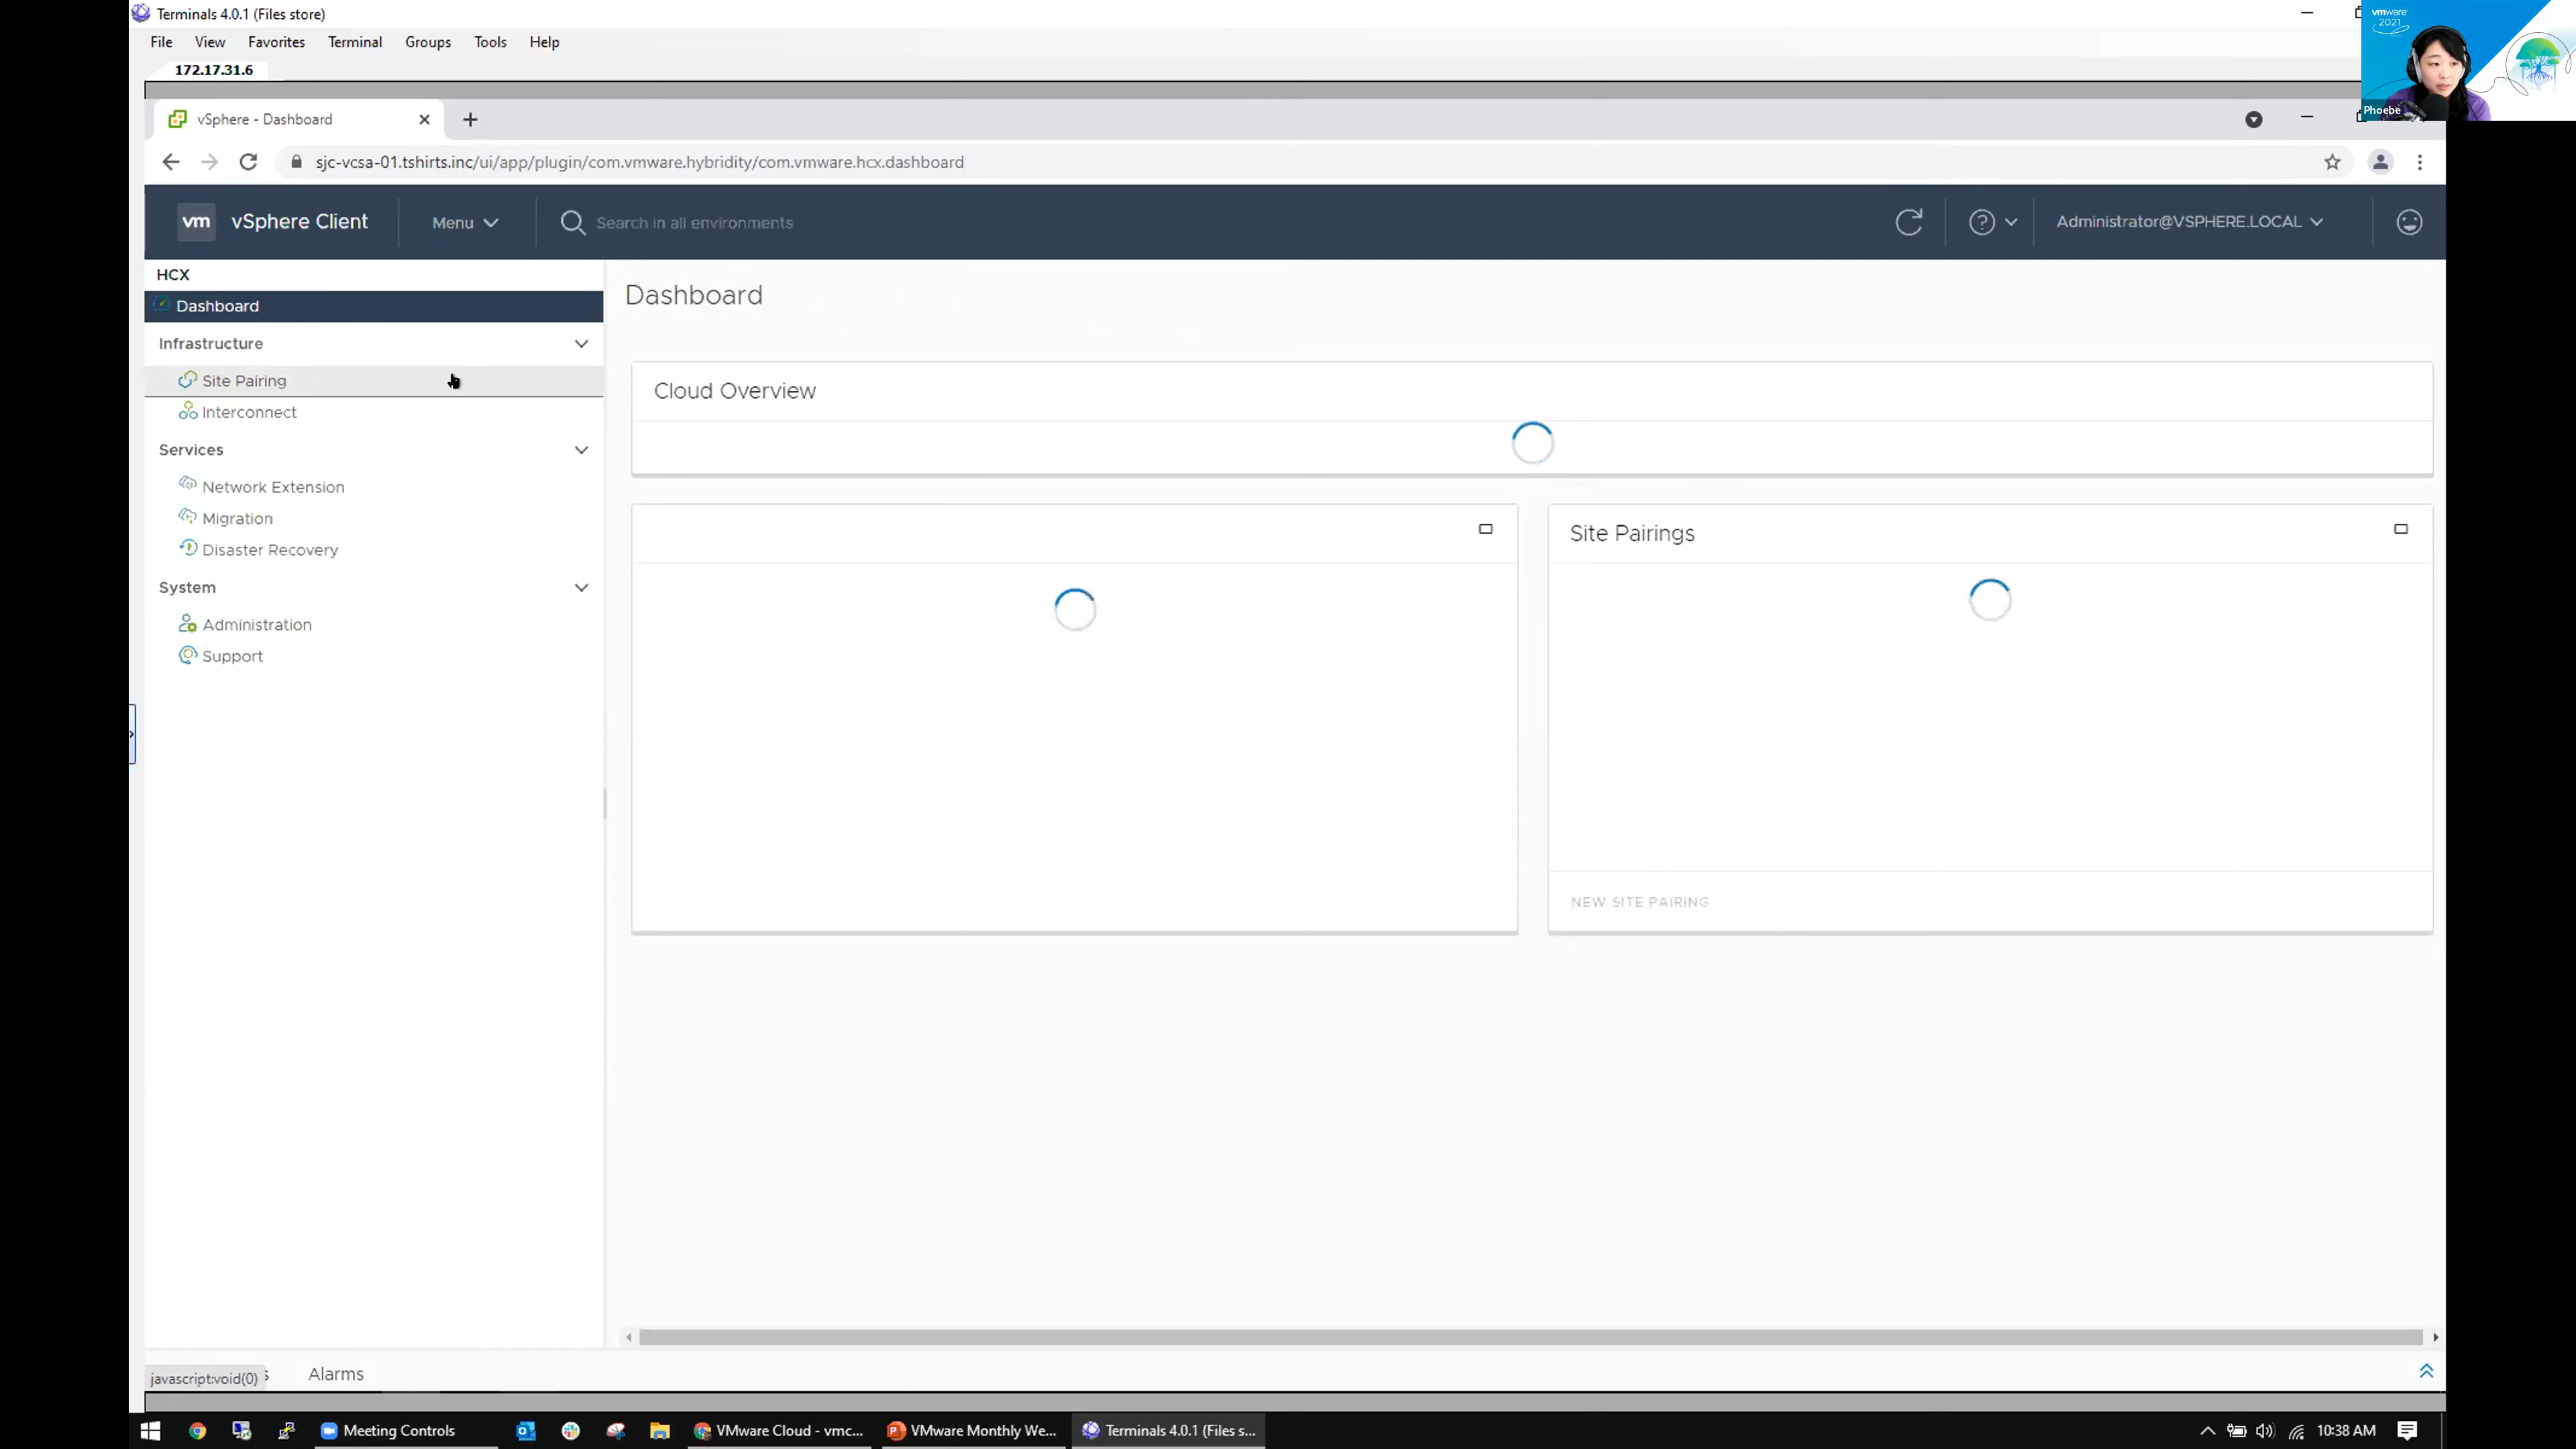 Terminals 4.0.1 (Files store)
File View Favorites Terminal Groups Tools Help
172.17.31.6
vmware
2021
Phoebe
vSphere - Dashboard
sjc-vcsa-01.tshirts.inc/ui/app/plugin/com.vmware.hybridity/com.vmware.hcx.dashboard
vm vSphere Client Menu Search in all environments Administrator@VSPHERE.LOCAL
HCX
Dashboard
Infrastructure
Site Pairing
Interconnect
Services
Network Extension
Migration
Disaster Recovery
System
Administration
Support
Dashboard
Cloud Overview
Site Pairings
NEW SITE PAIRING
javascript:void(0) s Alarms
Meeting Controls VMware Cloud - vmc... VMware Monthly We... Terminals 4.0.1 (Files s... 10:38 AM